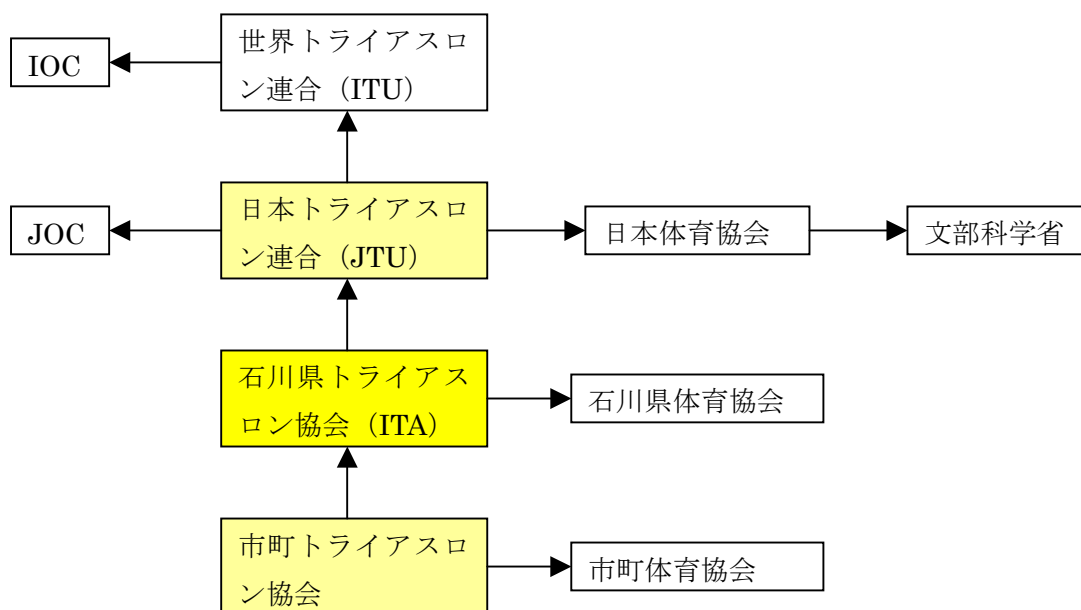 IOC
世界トライアスロ
ン連合（ITU）
JOC
日本トライアスロ
ン連合（JTU）
日本体育協会
文部科学省
石川県トライアス
ロン協会（ITA）
石川県体育協会
市町トライアスロ
ン協会
市町体育協会